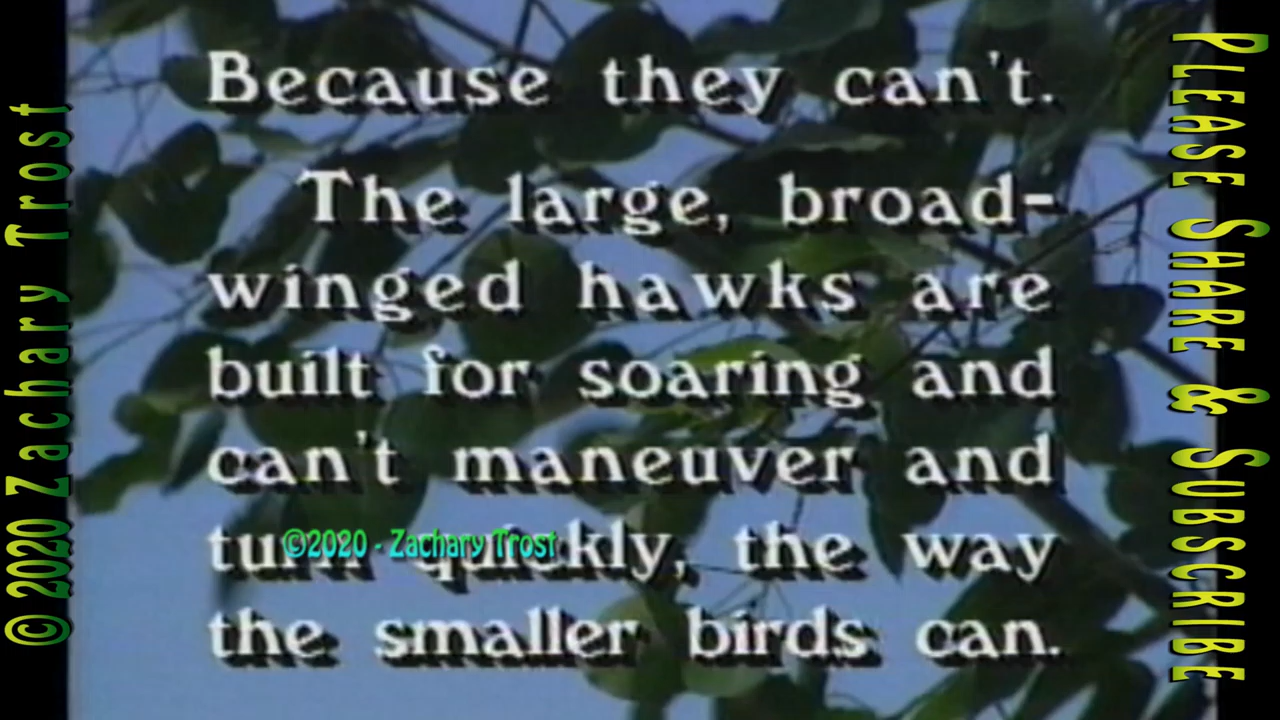 Because they can't.
The large, broad-
winged hawks are
built for soaring and
can't maneuver and
turn quickly, the way
the smaller birds can.
©2020 - Zachary Trost
© 2020 Zachary Trost
PLEASE SHARE & SUBSCRIBE